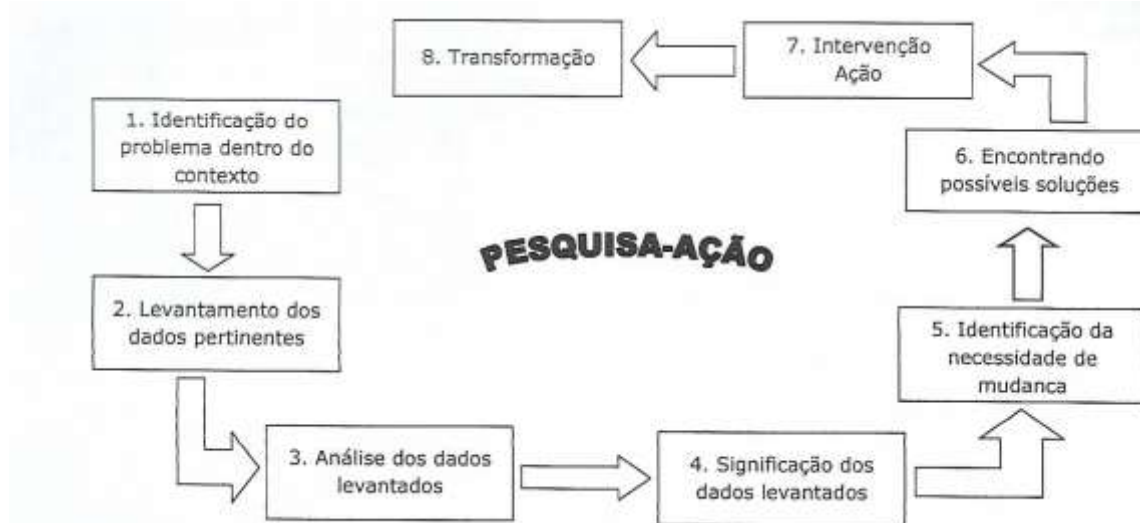 1. Identificação do
problema dentro do
contexto
2. Levantamento dos
dados pertinentes
3. Análise dos dados
levantados
4. Significação dos
dados levantados
5. Identificação da
necessidade de
mudanca
6. Encontrando
possíveis soluções
7. Intervenção
Ação
8. Transformação
PESQUISA-AÇÃO